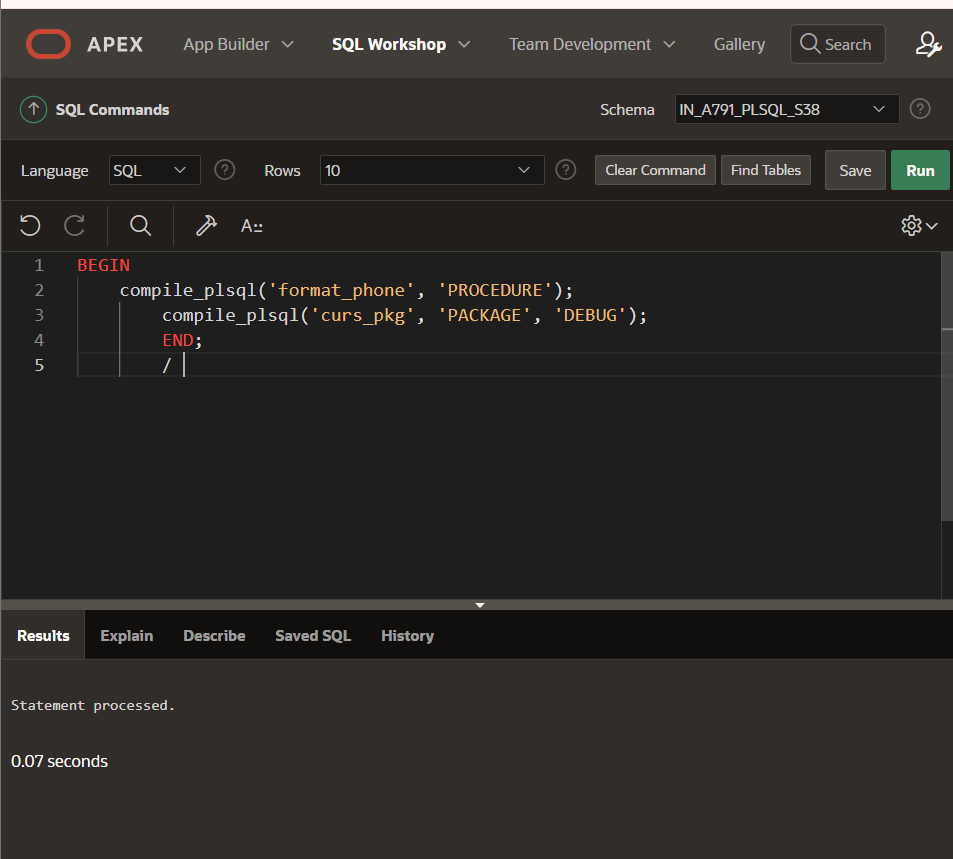 APEX App Builder SQL Workshop Team Development Gallery Search
SQL Commands Schema IN_A791_PLSQL_S38 ?
Language SQL ? Rows 10 ? Clear Command Find Tables Save Run
A::
1 BEGIN
2 compile_plsql('format_phone', 'PROCEDURE');
3 compile_plsql('curs_pkg', 'PACKAGE', 'DEBUG');
4 END;
5 /
Results Explain Describe Saved SQL History
Statement processed.
0.07 seconds